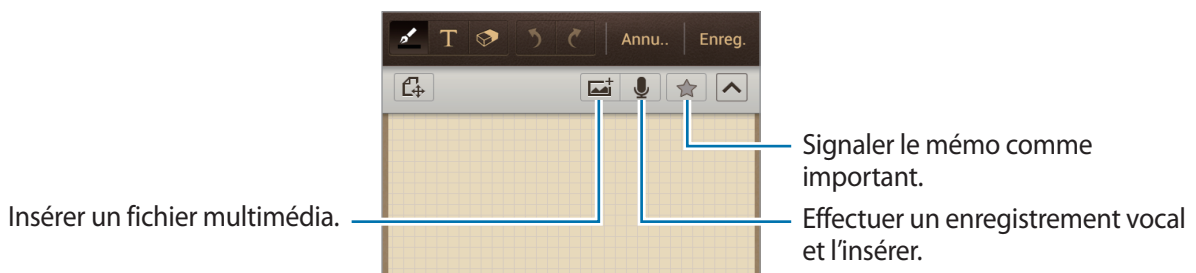 T Annu.. Enreg.
Signaler le mémo comme
important.
Insérer un fichier multimédia.
Effectuer un enregistrement vocal
et l'insérer.